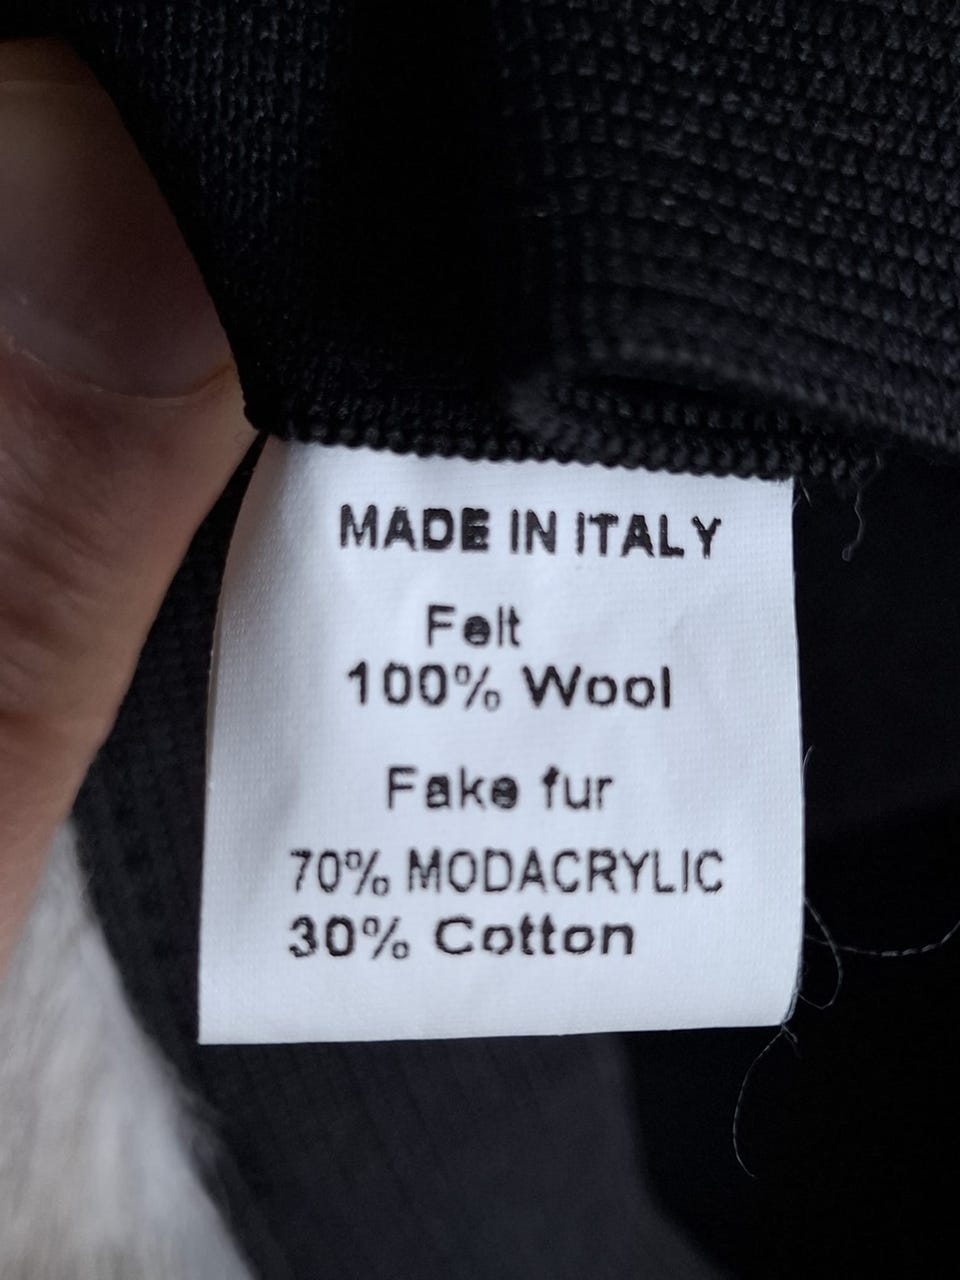 MADE IN ITALY
Felt
100% Wool
Fake fur
70% MODACRYLIC
30% Cotton